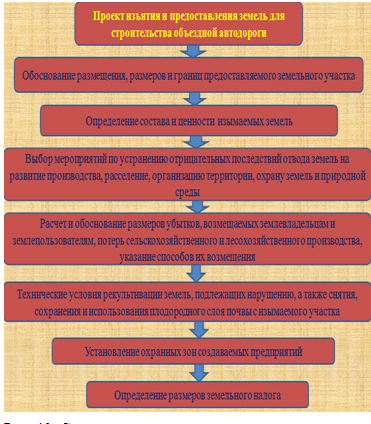 Проект изъятия и предоставления земель для
строительства объездной автодороги
Обоснование размещения, размеров и границ предоставляемого земельного участка
Определение состава и ценности изымаемых земель
Выбор мероприятий по устранению отрицательных последствий отвода земель на
развитие производства, расселение, организацию территории, охрану земель и природной
среды
Расчет и обоснование размеров убытков, возмещаемых землевладельцам и
землепользователям, потерь сельскохозяйственного и лесохозяйственного производства,
указание способов их возмещения
Технические условия рекультивации земель, подлежащих нарушению, а также снятия,
сохранения и использования плодородного слоя почвы с изымаемого участка
Установление охранных зон создаваемых предприятий
Определение размеров земельного налога